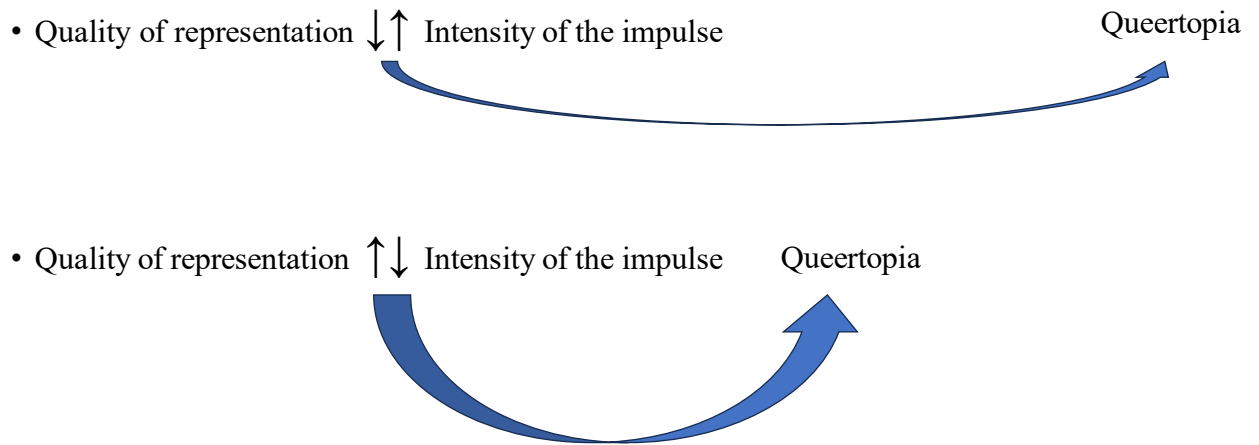 • Quality of representation ↓↑ Intensity of the impulse Queertopia
• Quality of representation ↑↓ Intensity of the impulse Queertopia